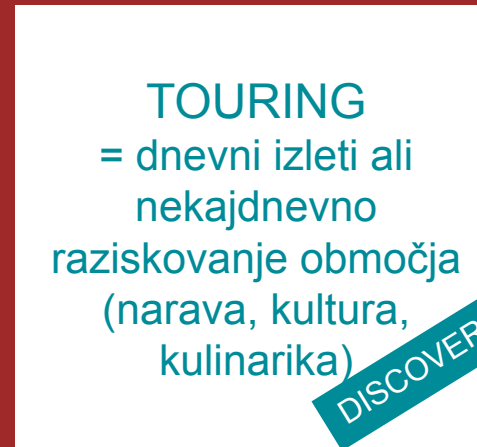 TOURING
= dnevni izleti ali
nekajdnevno
raziskovanje območja
(narava, kultura,
kulinarika)
DISCOVER